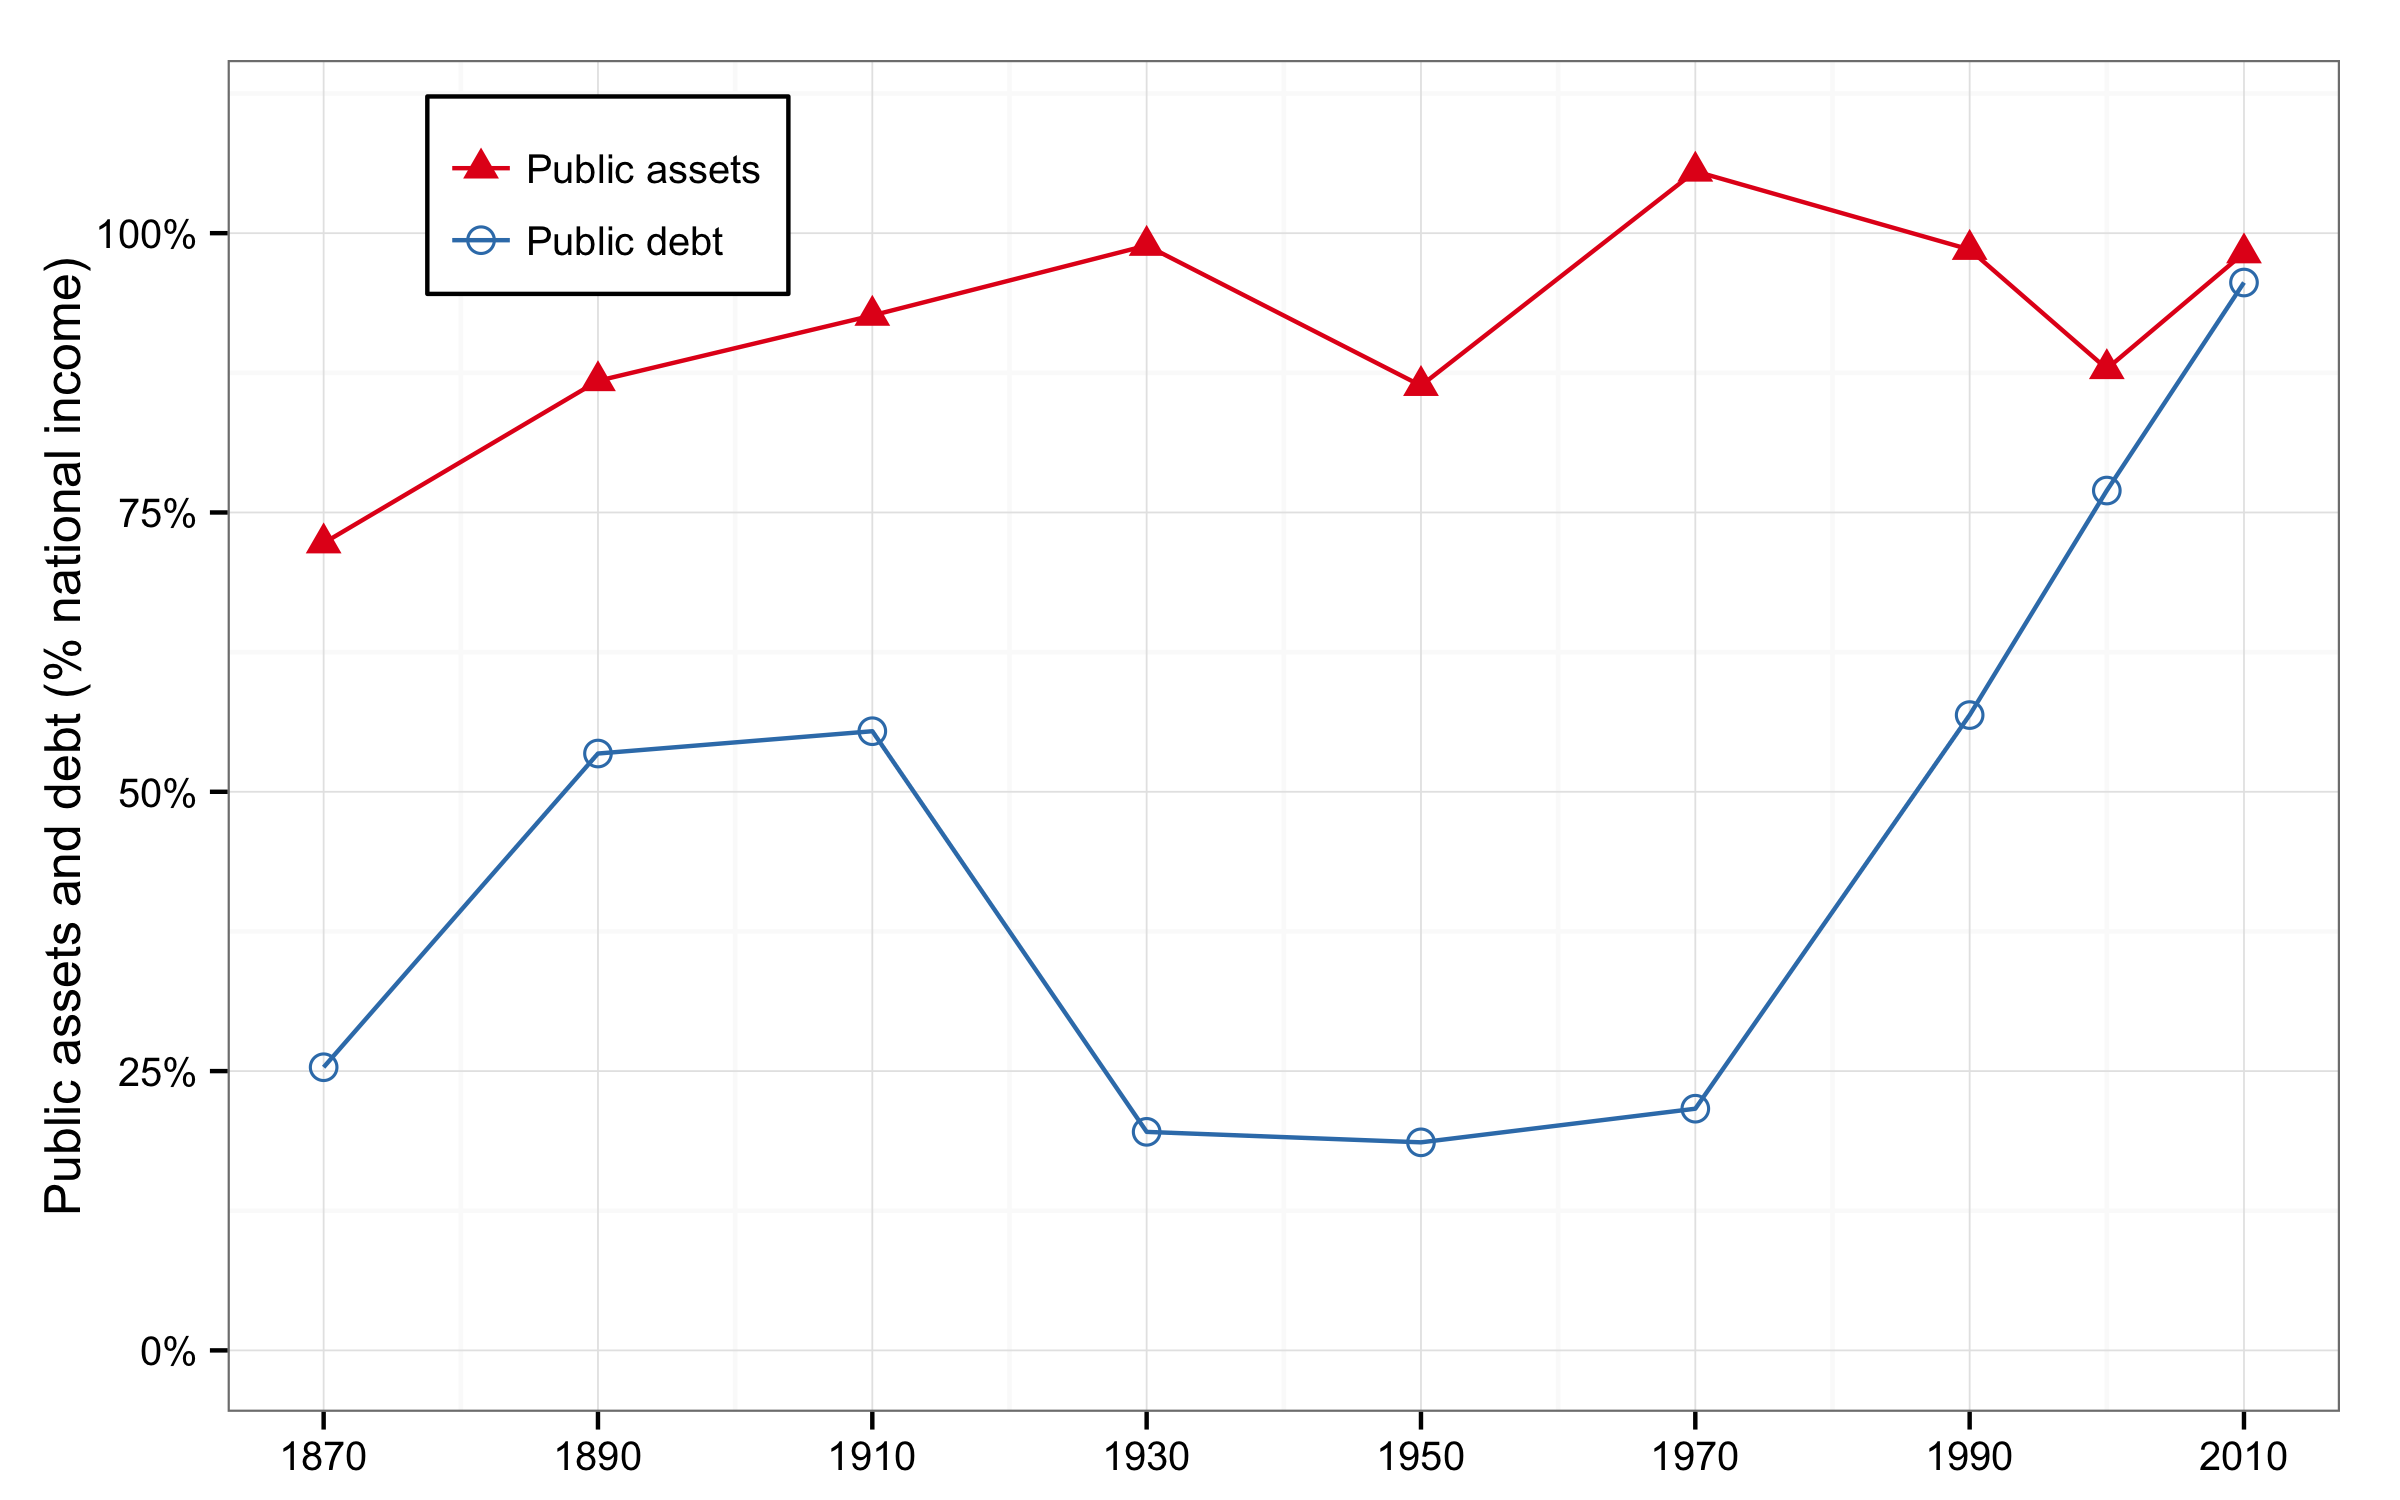 Public assets
Public debt
Public assets and debt (% national income)
100%
75%
50%
25%
0%
1870 1890 1910 1930 1950 1970 1990 2010